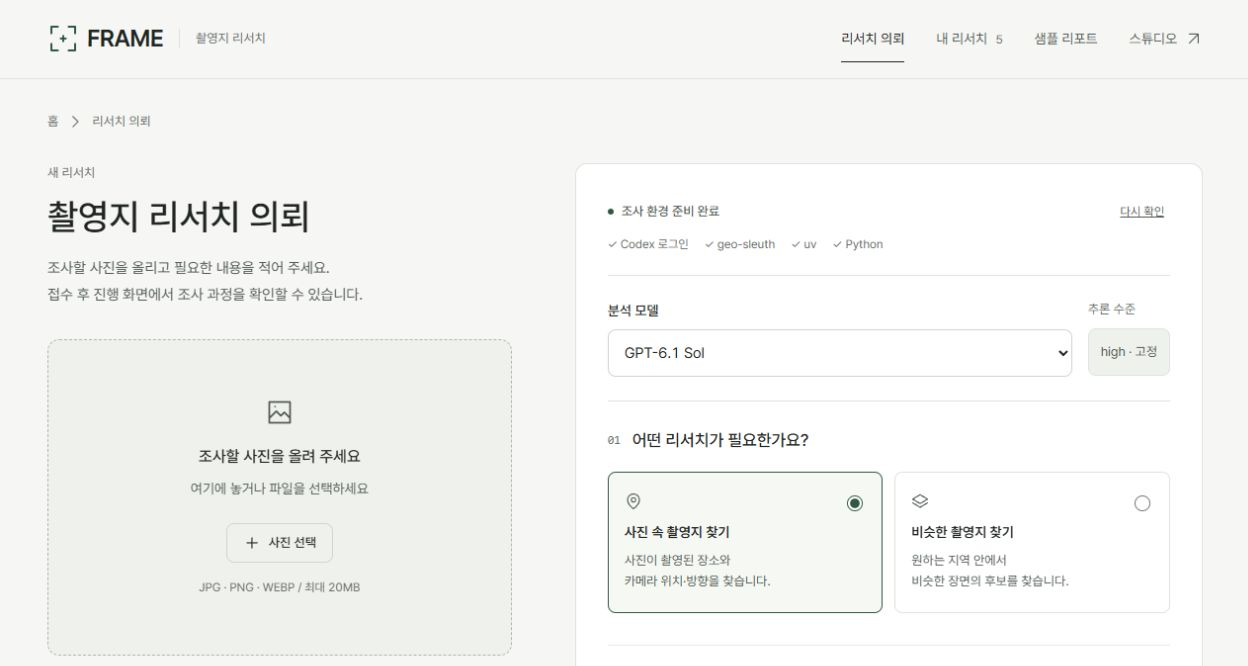 FRAME
촬영지 리서치
리서치 의뢰
내 리서치 5
샘플 리포트
스튜디오
홈
리서치 의뢰
새 리서치
촬영지 리서치 의뢰
조사할 사진을 올리고 필요한 내용을 적어 주세요.
접수 후 진행 화면에서 조사 과정을 확인할 수 있습니다.
조사할 사진을 올려 주세요
여기에 놓거나 파일을 선택하세요
사진 선택
JPG · PNG · WEBP / 최대 20MB
조사 환경 준비 완료
다시 확인
Codex 로그인
geo-sleuth
uv
Python
분석 모델
추론 수준
GPT-6.1 Sol
high · 고정
01 어떤 리서치가 필요한가요?
사진 속 촬영지 찾기
사진이 촬영된 장소와
카메라 위치·방향을 찾습니다.
비슷한 촬영지 찾기
원하는 지역 안에서
비슷한 장면의 후보를 찾습니다.